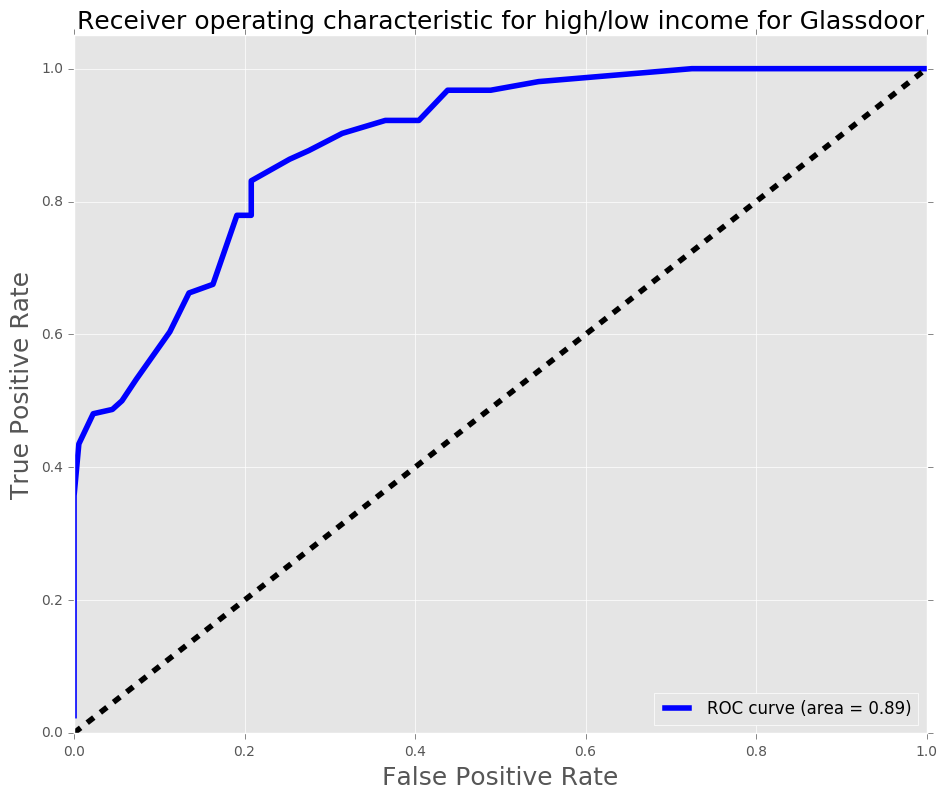 Receiver operating characteristic for high/low income for Glassdoor
1.0
0.8
0.6
0.4
0.2
0.0
True Positive Rate
ROC curve (area = 0.89)
0.0 0.2 0.4 0.6 0.8 1.0
False Positive Rate